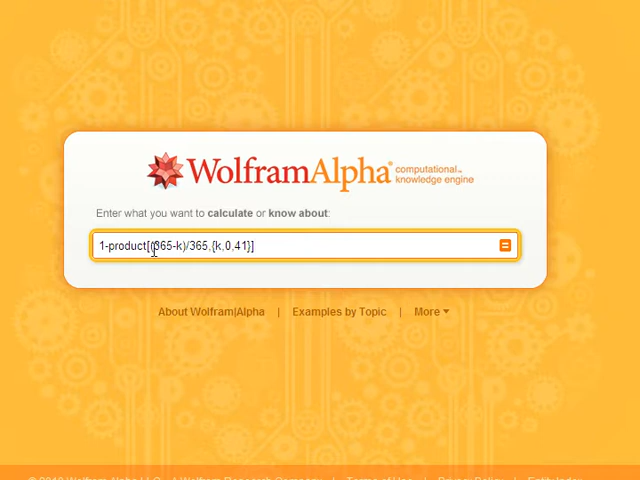 WolframAlpha computational knowledge engine
Enter what you want to calculate or know about:
1-product[(365-k)/365,{k,0,41}]
About Wolfram|Alpha | Examples by Topic | More